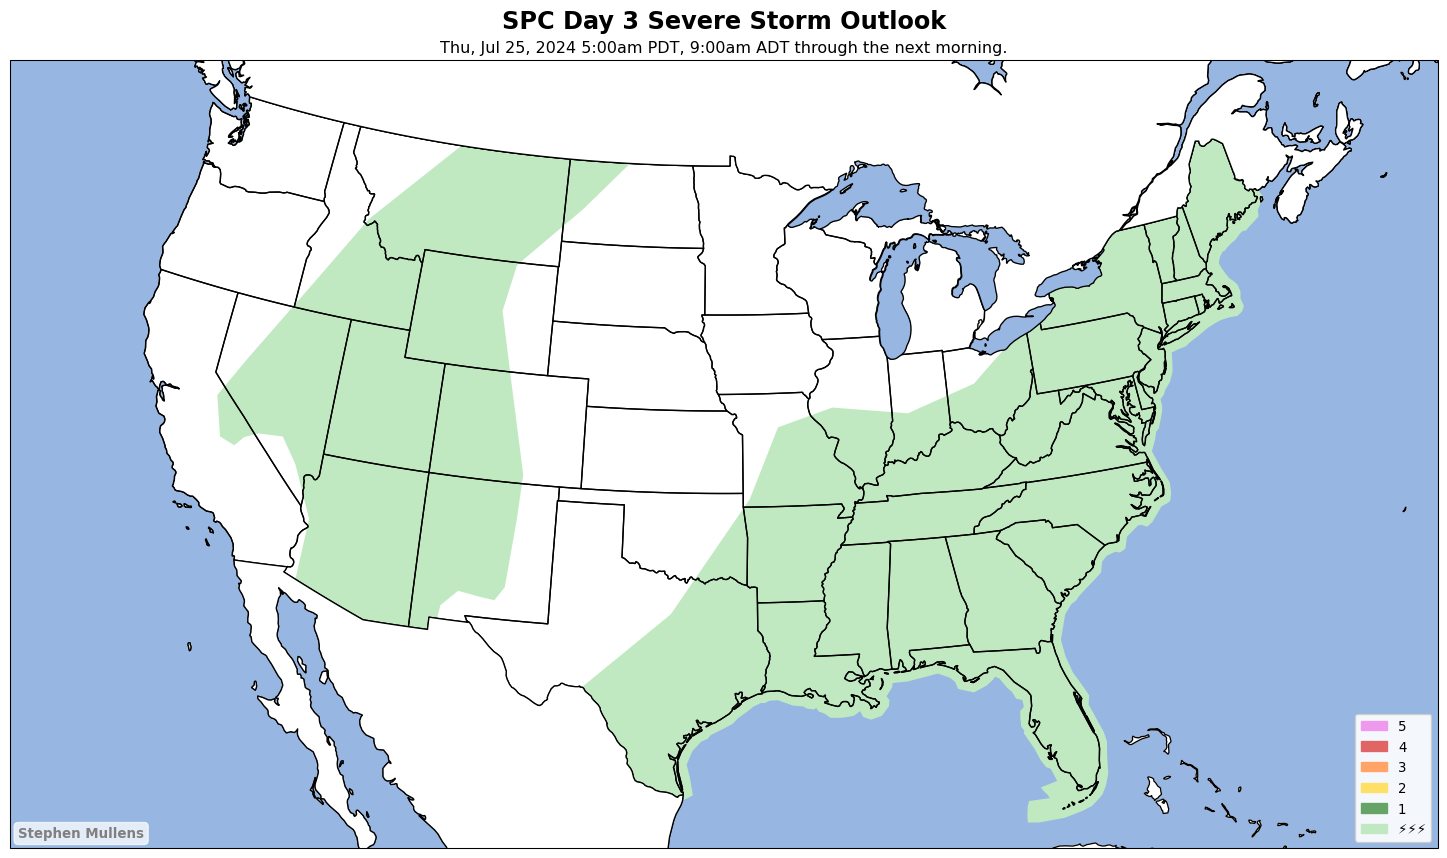 SPC Day 3 Severe Storm Outlook
Thu, Jul 25, 2024 5:00am PDT, 9:00am ADT through the next morning.
5
4
3
2
1
⚡⚡⚡
Stephen Mullens